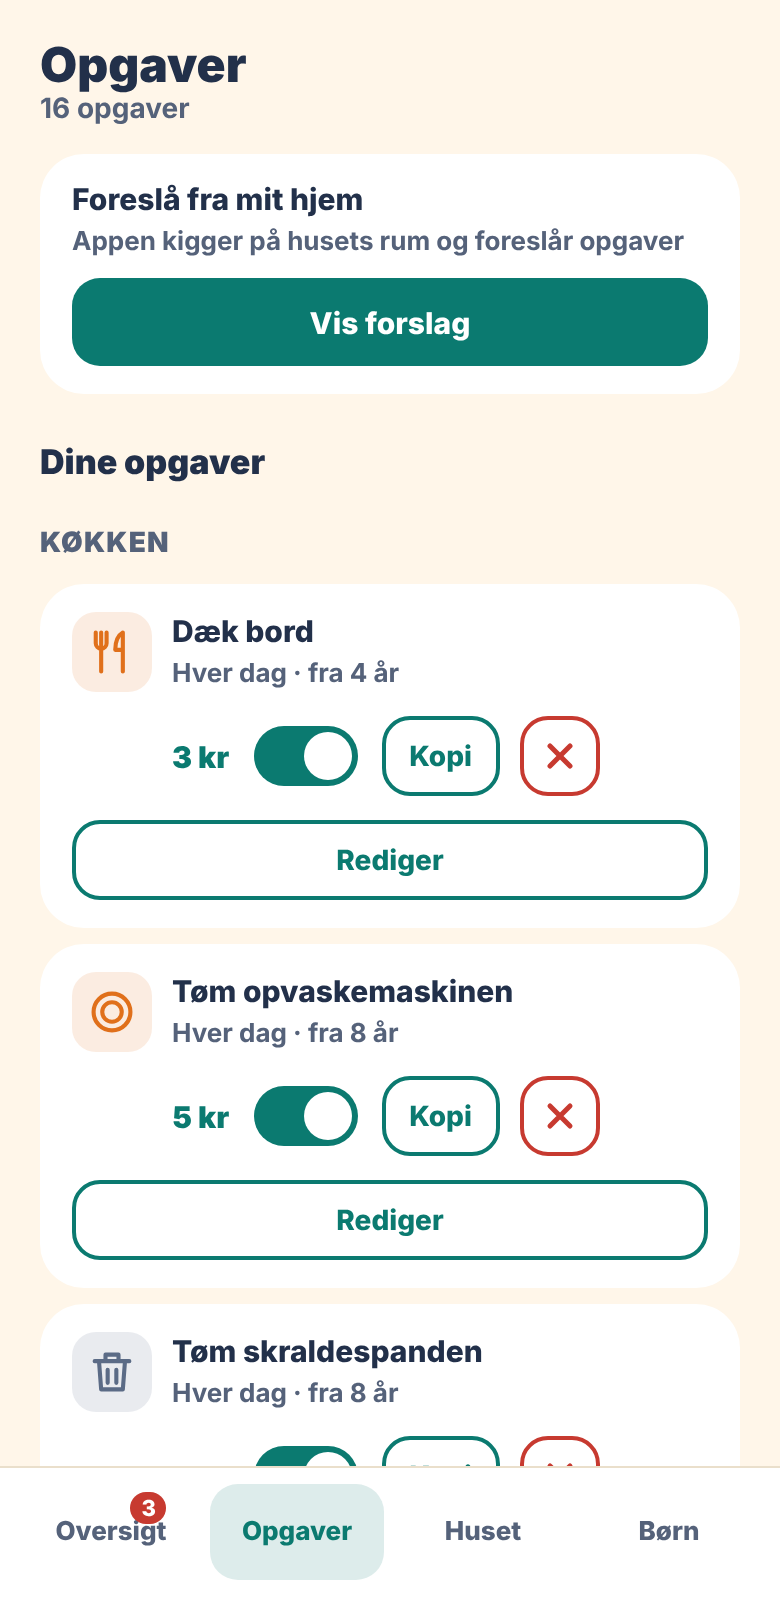 Opgaver
16 opgaver
Foreslå fra mit hjem
Appen kigger på husets rum og foreslår opgaver
Vis forslag
Dine opgaver
KØKKEN
Dæk bord
Hver dag · fra 4 år
3 kr
Kopi
Rediger
Tøm opvaskemaskinen
Hver dag · fra 8 år
5 kr
Kopi
Rediger
Tøm skraldespanden
Hver dag · fra 8 år
3
Oversigt
Opgaver
Huset
Børn